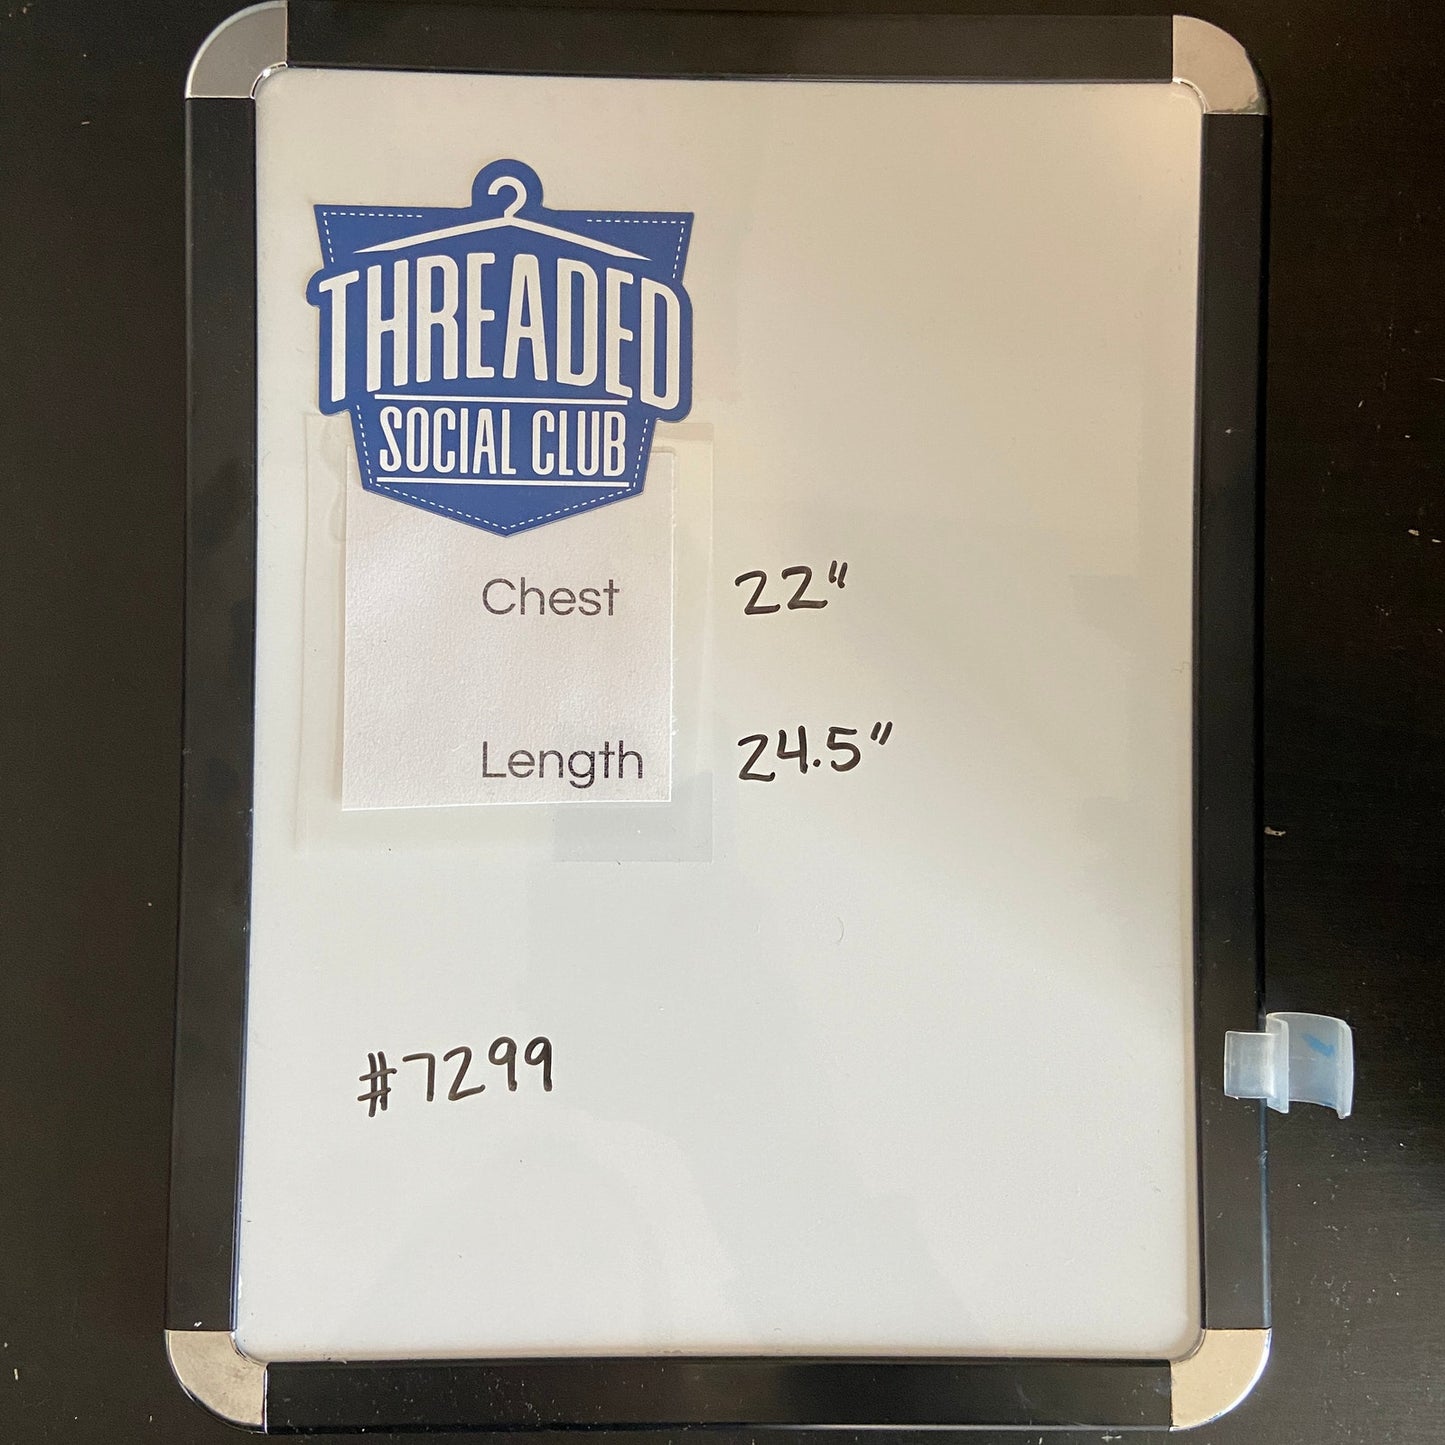 THREADED
SOCIAL CLUB
Chest 22"
Length 24.5"
#7299